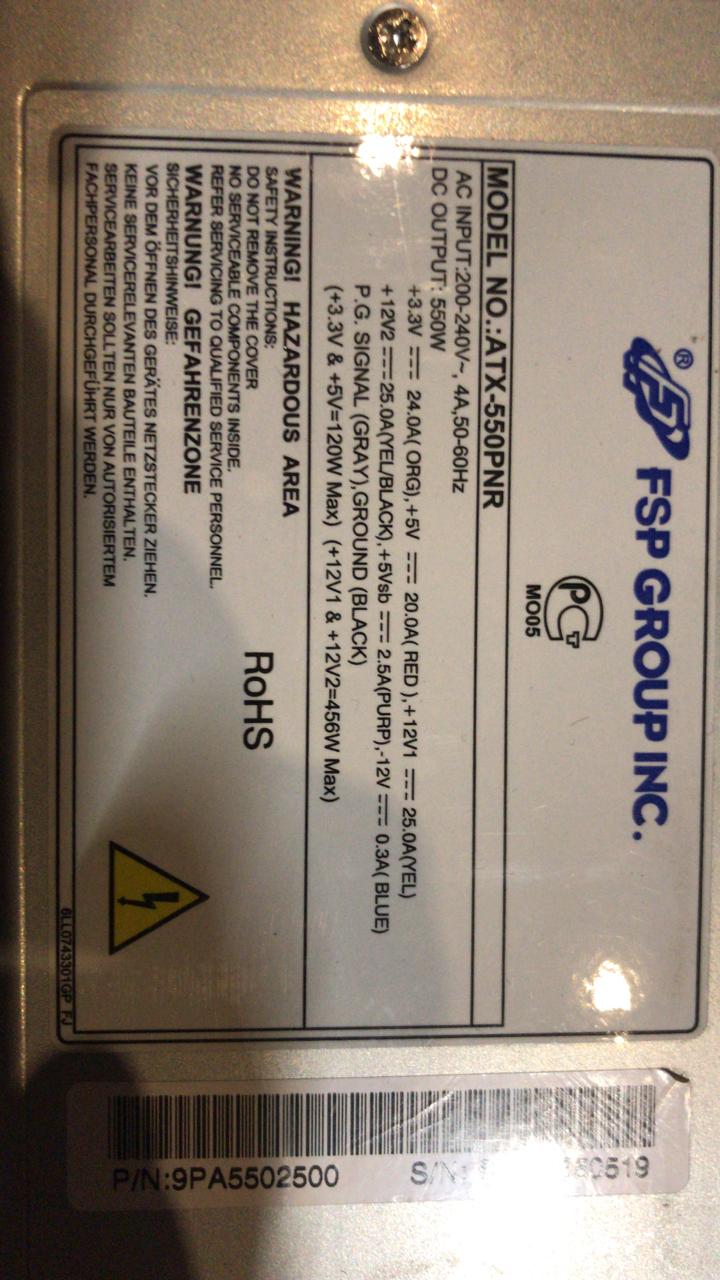 ® FSP GROUP INC.
PCT
MO05
MODEL NO.:ATX-550PNR
AC INPUT:200-240V~, 4A,50-60Hz
DC OUTPUT: 550W
+3.3V ⎓ 24.0A( ORG),+5V ⎓ 20.0A( RED ),+12V1 ⎓ 25.0A(YEL)
+12V2 ⎓ 25.0A(YEL/BLACK),+5Vsb ⎓ 2.5A(PURP),-12V ⎓ 0.3A( BLUE)
P.G. SIGNAL (GRAY),GROUND (BLACK)
(+3.3V & +5V=120W Max) (+12V1 & +12V2=456W Max)
WARNING! HAZARDOUS AREA
SAFETY INSTRUCTIONS:
DO NOT REMOVE THE COVER
NO SERVICEABLE COMPONENTS INSIDE.
REFER SERVICING TO QUALIFIED SERVICE PERSONNEL.
WARNUNG! GEFAHRENZONE
SICHERHEITSHINWEISE:
VOR DEM ÖFFNEN DES GERÄTES NETZSTECKER ZIEHEN.
KEINE SERVICERELEVANTEN BAUTEILE ENTHALTEN.
SERVICEARBEITEN SOLLTEN NUR VON AUTORISIERTEM
FACHPERSONAL DURCHGEFÜHRT WERDEN.
RoHS
6LL0743301GP FJ
P/N:9PA5502500
S/N: